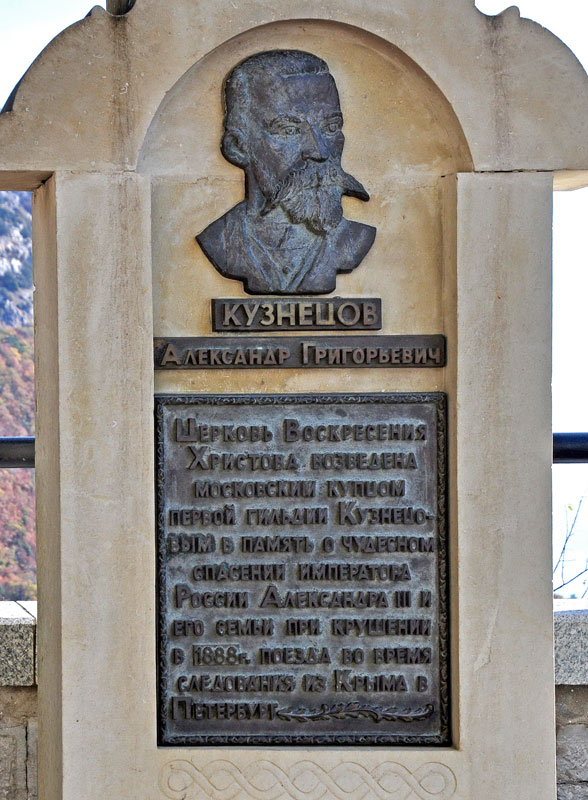 КУЗНЕЦОВ
АЛЕКСАНДР ГРИГОРЬЕВИЧ
ЦЕРКОВЬ ВОСКРЕСЕНИЯ
ХРИСТОВА ВОЗВЕДЕНА
МОСКОВСКИМ КУПЦОМ
ПЕРВОЙ ГИЛЬДИИ КУЗНЕЦО-
ВЫМ В ПАМЯТЬ О ЧУДЕСНОМ
СПАСЕНИИ ИМПЕРАТОРА
РОССИИ АЛЕКСАНДРА III И
ЕГО СЕМЬИ ПРИ КРУШЕНИИ
В 1888г. ПОЕЗДА ВО ВРЕМЯ
СЛЕДОВАНИЯ ИЗ КРЫМА В
ПЕТЕРБУРГ